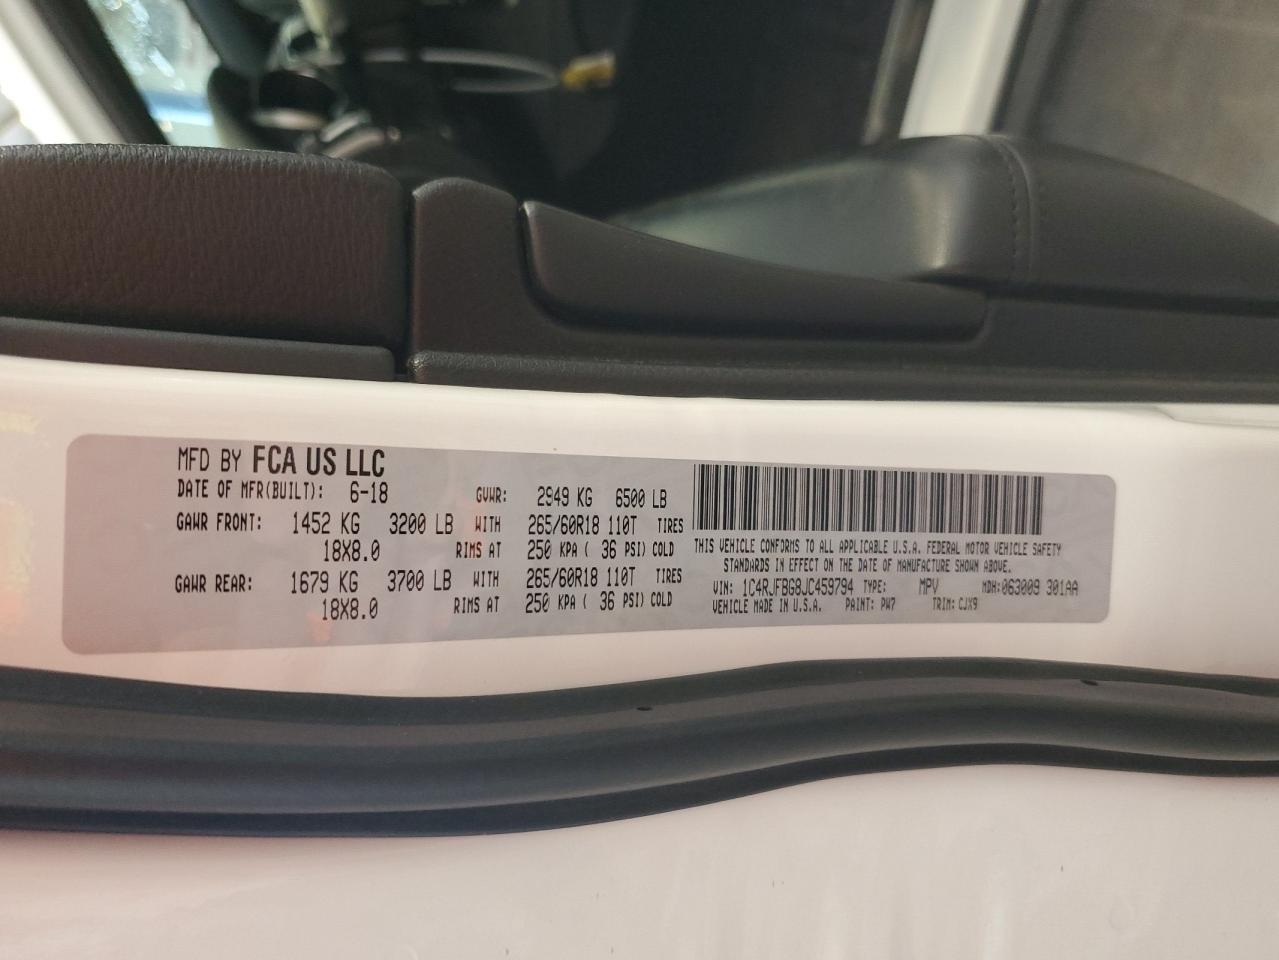 MFD BY FCA US LLC
DATE OF MFR(BUILT): 6-18 GVWR: 2949 KG 6500 LB
GAWR FRONT: 1452 KG 3200 LB WITH 265/60R18 110T TIRES
18X8.0 RIMS AT 250 KPA ( 36 PSI) COLD
GAWR REAR: 1679 KG 3700 LB WITH 265/60R18 110T TIRES
18X8.0 RIMS AT 250 KPA ( 36 PSI) COLD
THIS VEHICLE CONFORMS TO ALL APPLICABLE U.S.A. FEDERAL MOTOR VEHICLE SAFETY
STANDARDS IN EFFECT ON THE DATE OF MANUFACTURE SHOWN ABOVE.
VIN: 1C4RJFBG8JC459794 TYPE: MPV MDH: 063009 301AA
VEHICLE MADE IN U.S.A. PAINT: PW7 TRIM: CJX9